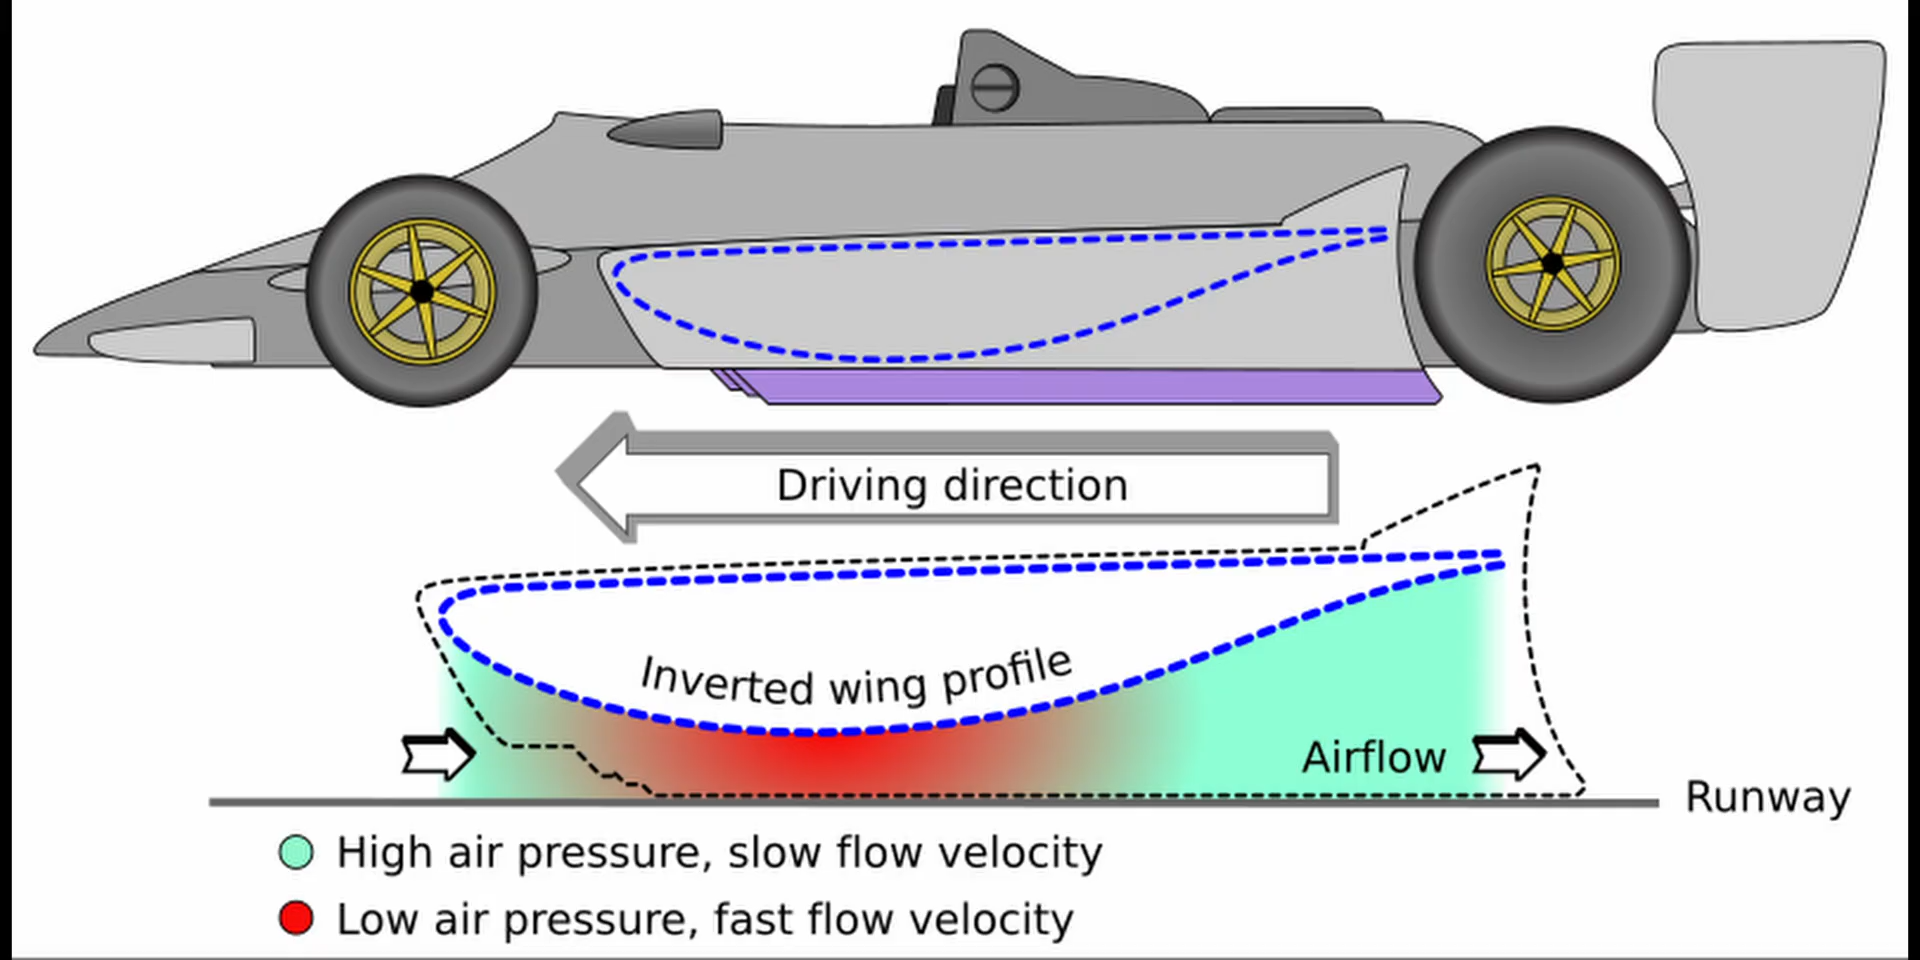 Driving direction
Inverted wing profile
Airflow
Runway
High air pressure, slow flow velocity
Low air pressure, fast flow velocity